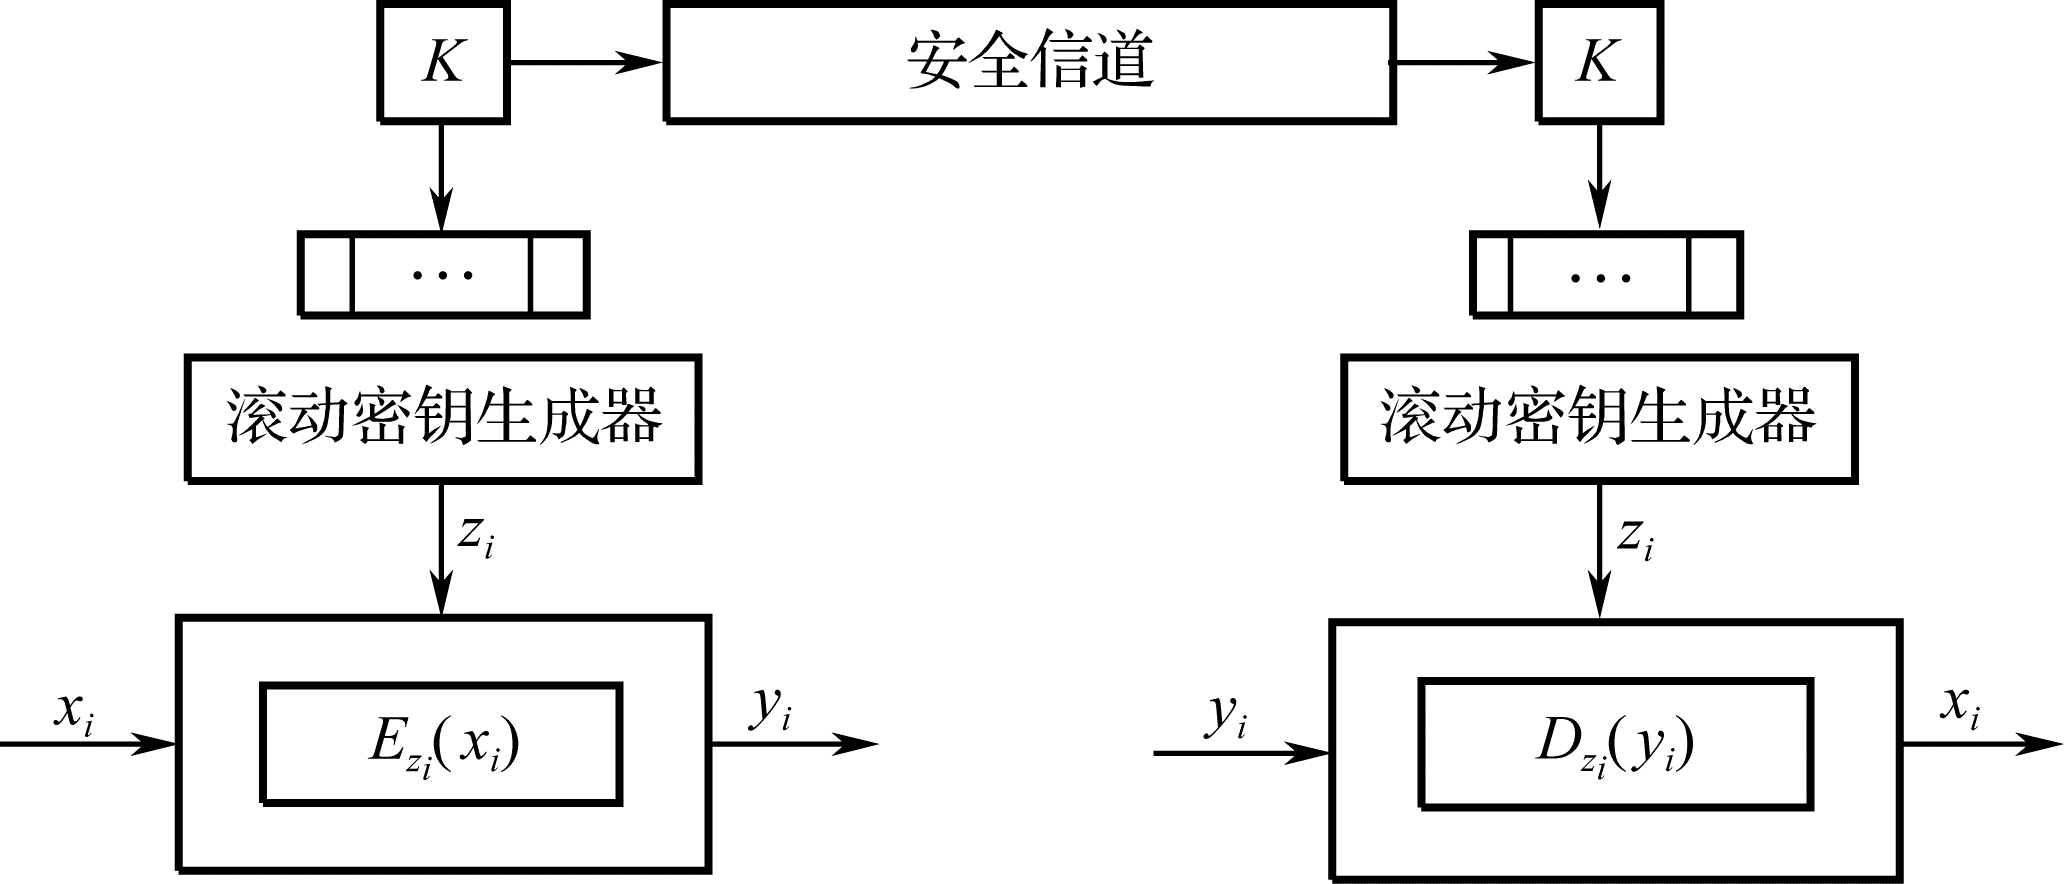 K 安全信道 K
… …
滚动密钥生成器 滚动密钥生成器
z_i z_i
x_i E_{z_i}(x_i) y_i y_i D_{z_i}(y_i) x_i